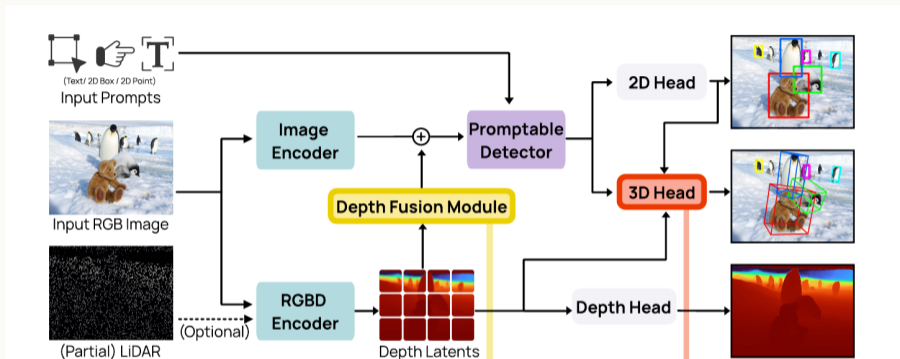 T
(Text/ 2D Box / 2D Point)
Input Prompts
Input RGB Image
(Partial) LiDAR
(Optional)
Image
Encoder
RGBD
Encoder
Depth Fusion Module
Depth Latents
Promptable
Detector
2D Head
3D Head
Depth Head